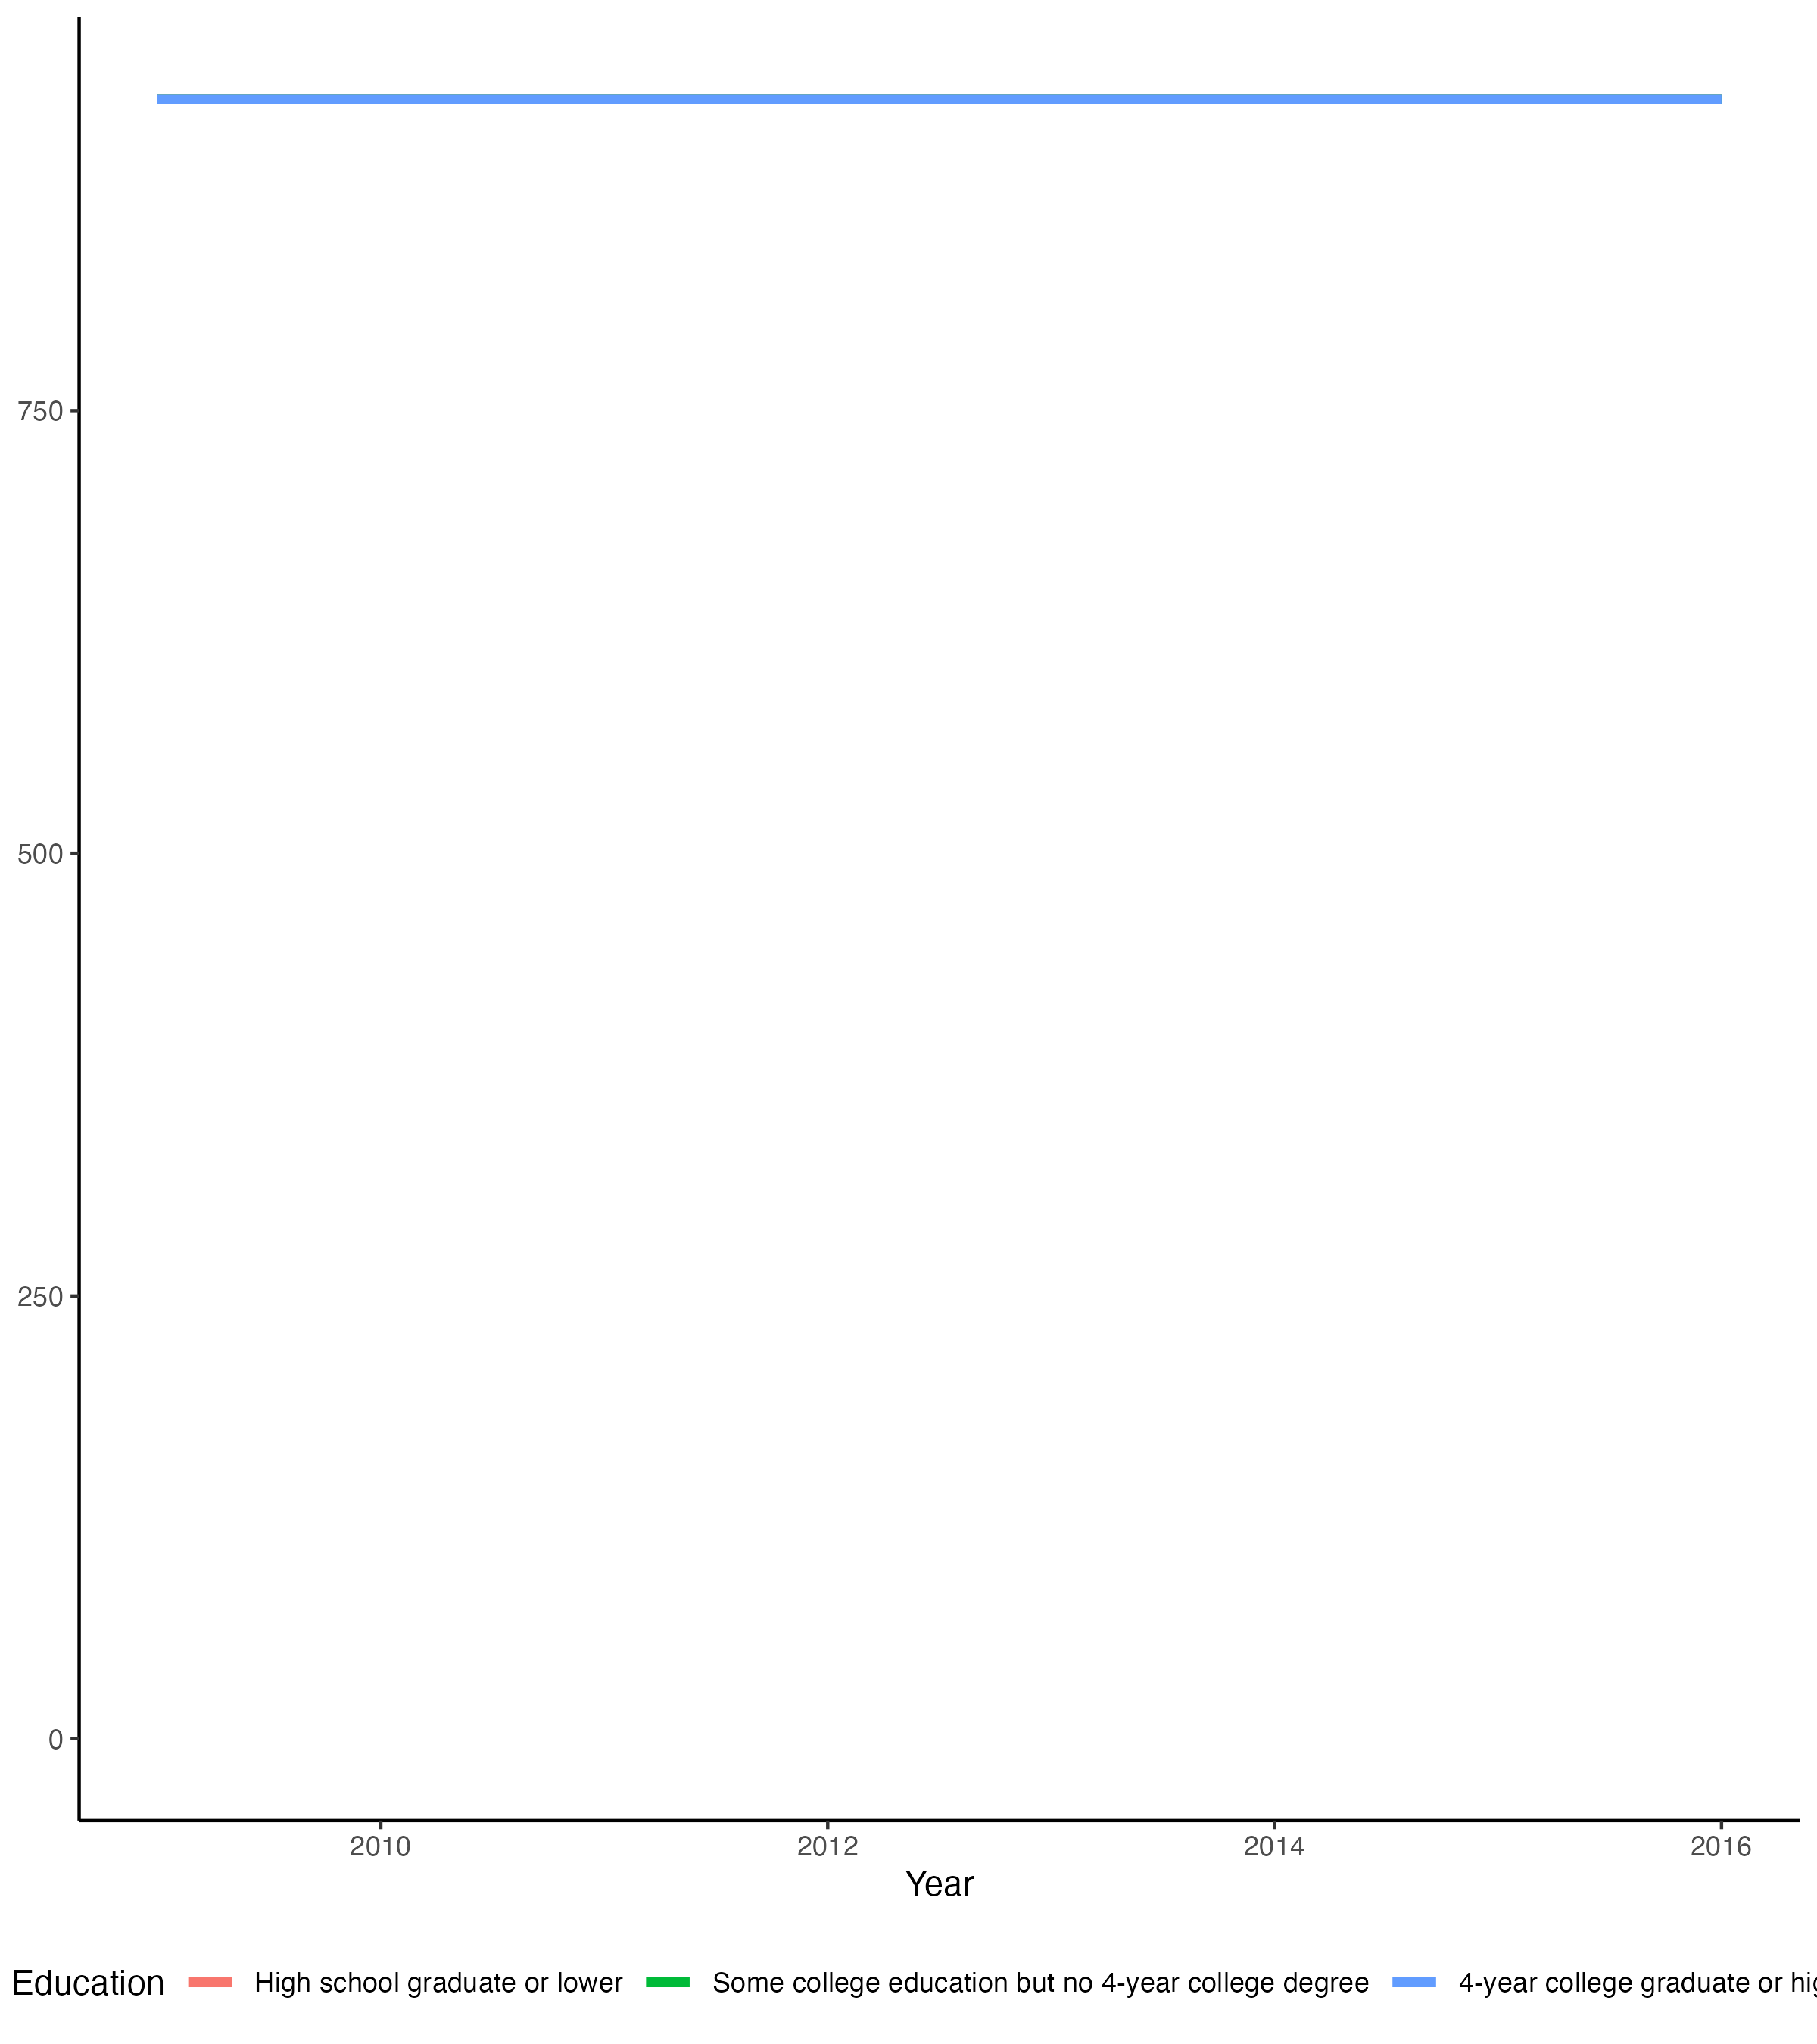 750
500
250
0
2010 2012 2014 2016
Year
Education High school graduate or lower Some college education but no 4-year college degree 4-year college graduate or hig